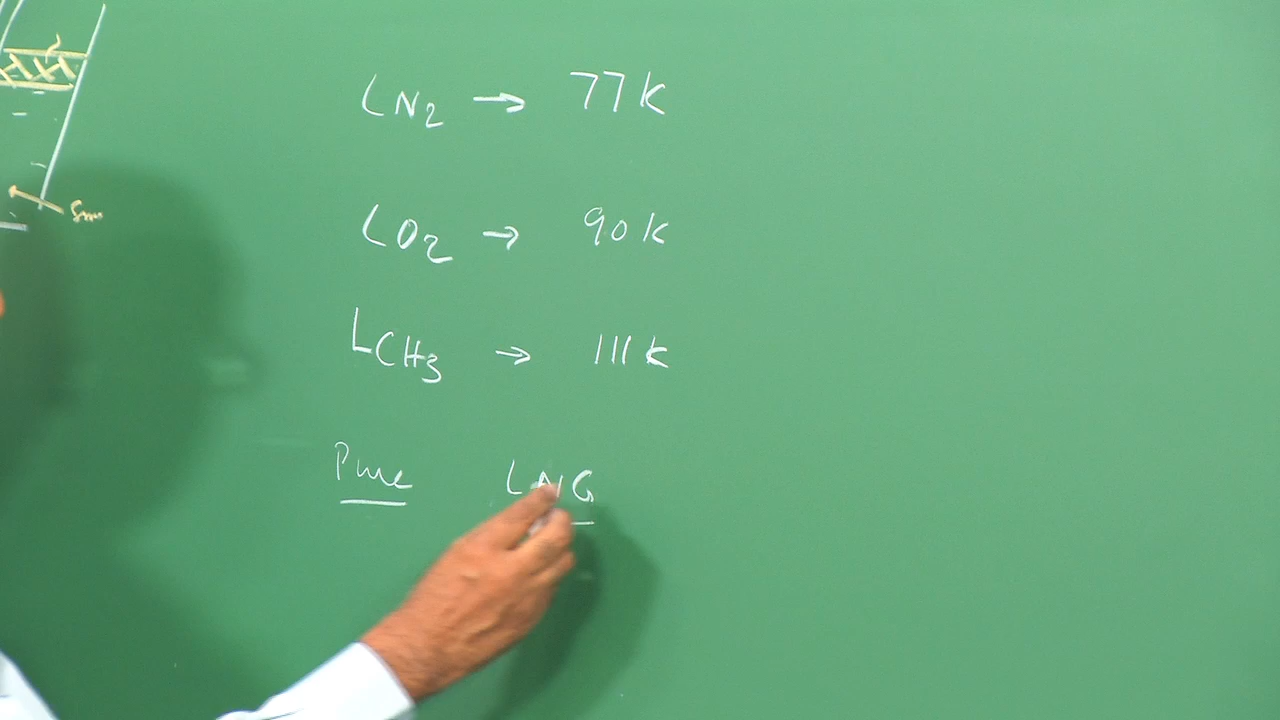 LN2 → 77K
LO2 → 90K
LCH3 → 111K
Pure LNG